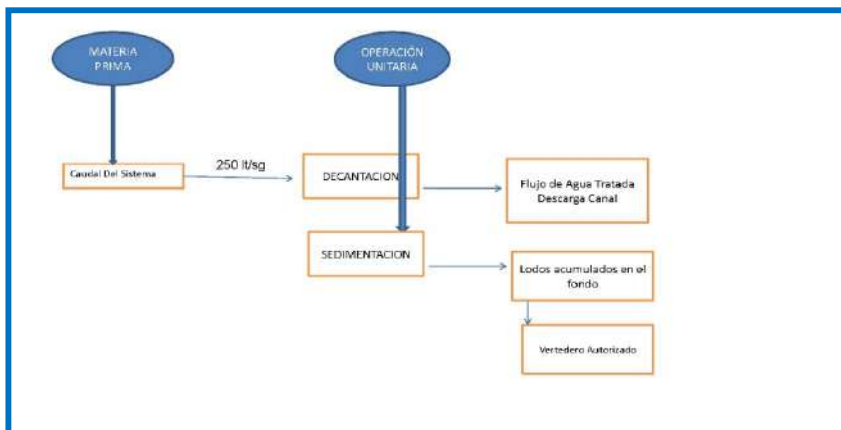 MATERIA
PRIMA
OPERACIÓN
UNITARIA
Caudal Del Sistema
250 lt/sg
DECANTACION
Flujo de Agua Tratada
Descarga Canal
SEDIMENTACION
Lodos acumulados en el
fondo
Vertedero Autorizado